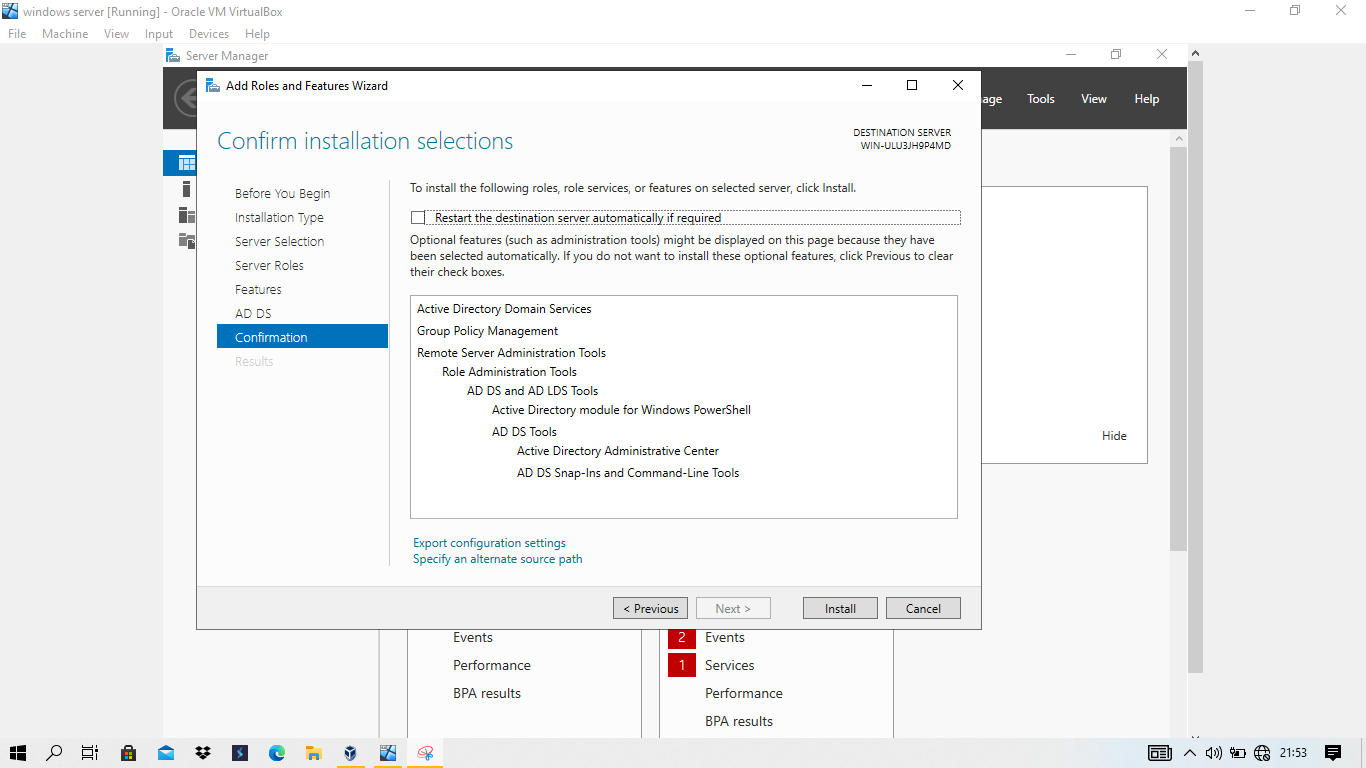 windows server [Running] - Oracle VM VirtualBox
File Machine View Input Devices Help
Server Manager
Add Roles and Features Wizard
age Tools View Help
Confirm installation selections
DESTINATION SERVER
WIN-ULU3JH9P4MD
Before You Begin
Installation Type
Server Selection
Server Roles
Features
AD DS
Confirmation
Results
To install the following roles, role services, or features on selected server, click Install.
Restart the destination server automatically if required
Optional features (such as administration tools) might be displayed on this page because they have
been selected automatically. If you do not want to install these optional features, click Previous to clear
their check boxes.
Active Directory Domain Services
Group Policy Management
Remote Server Administration Tools
Role Administration Tools
AD DS and AD LDS Tools
Active Directory module for Windows PowerShell
AD DS Tools
Active Directory Administrative Center
AD DS Snap-Ins and Command-Line Tools
Hide
Export configuration settings
Specify an alternate source path
< Previous Next > Install Cancel
Events
Performance
BPA results
2 Events
1 Services
Performance
BPA results
21:53